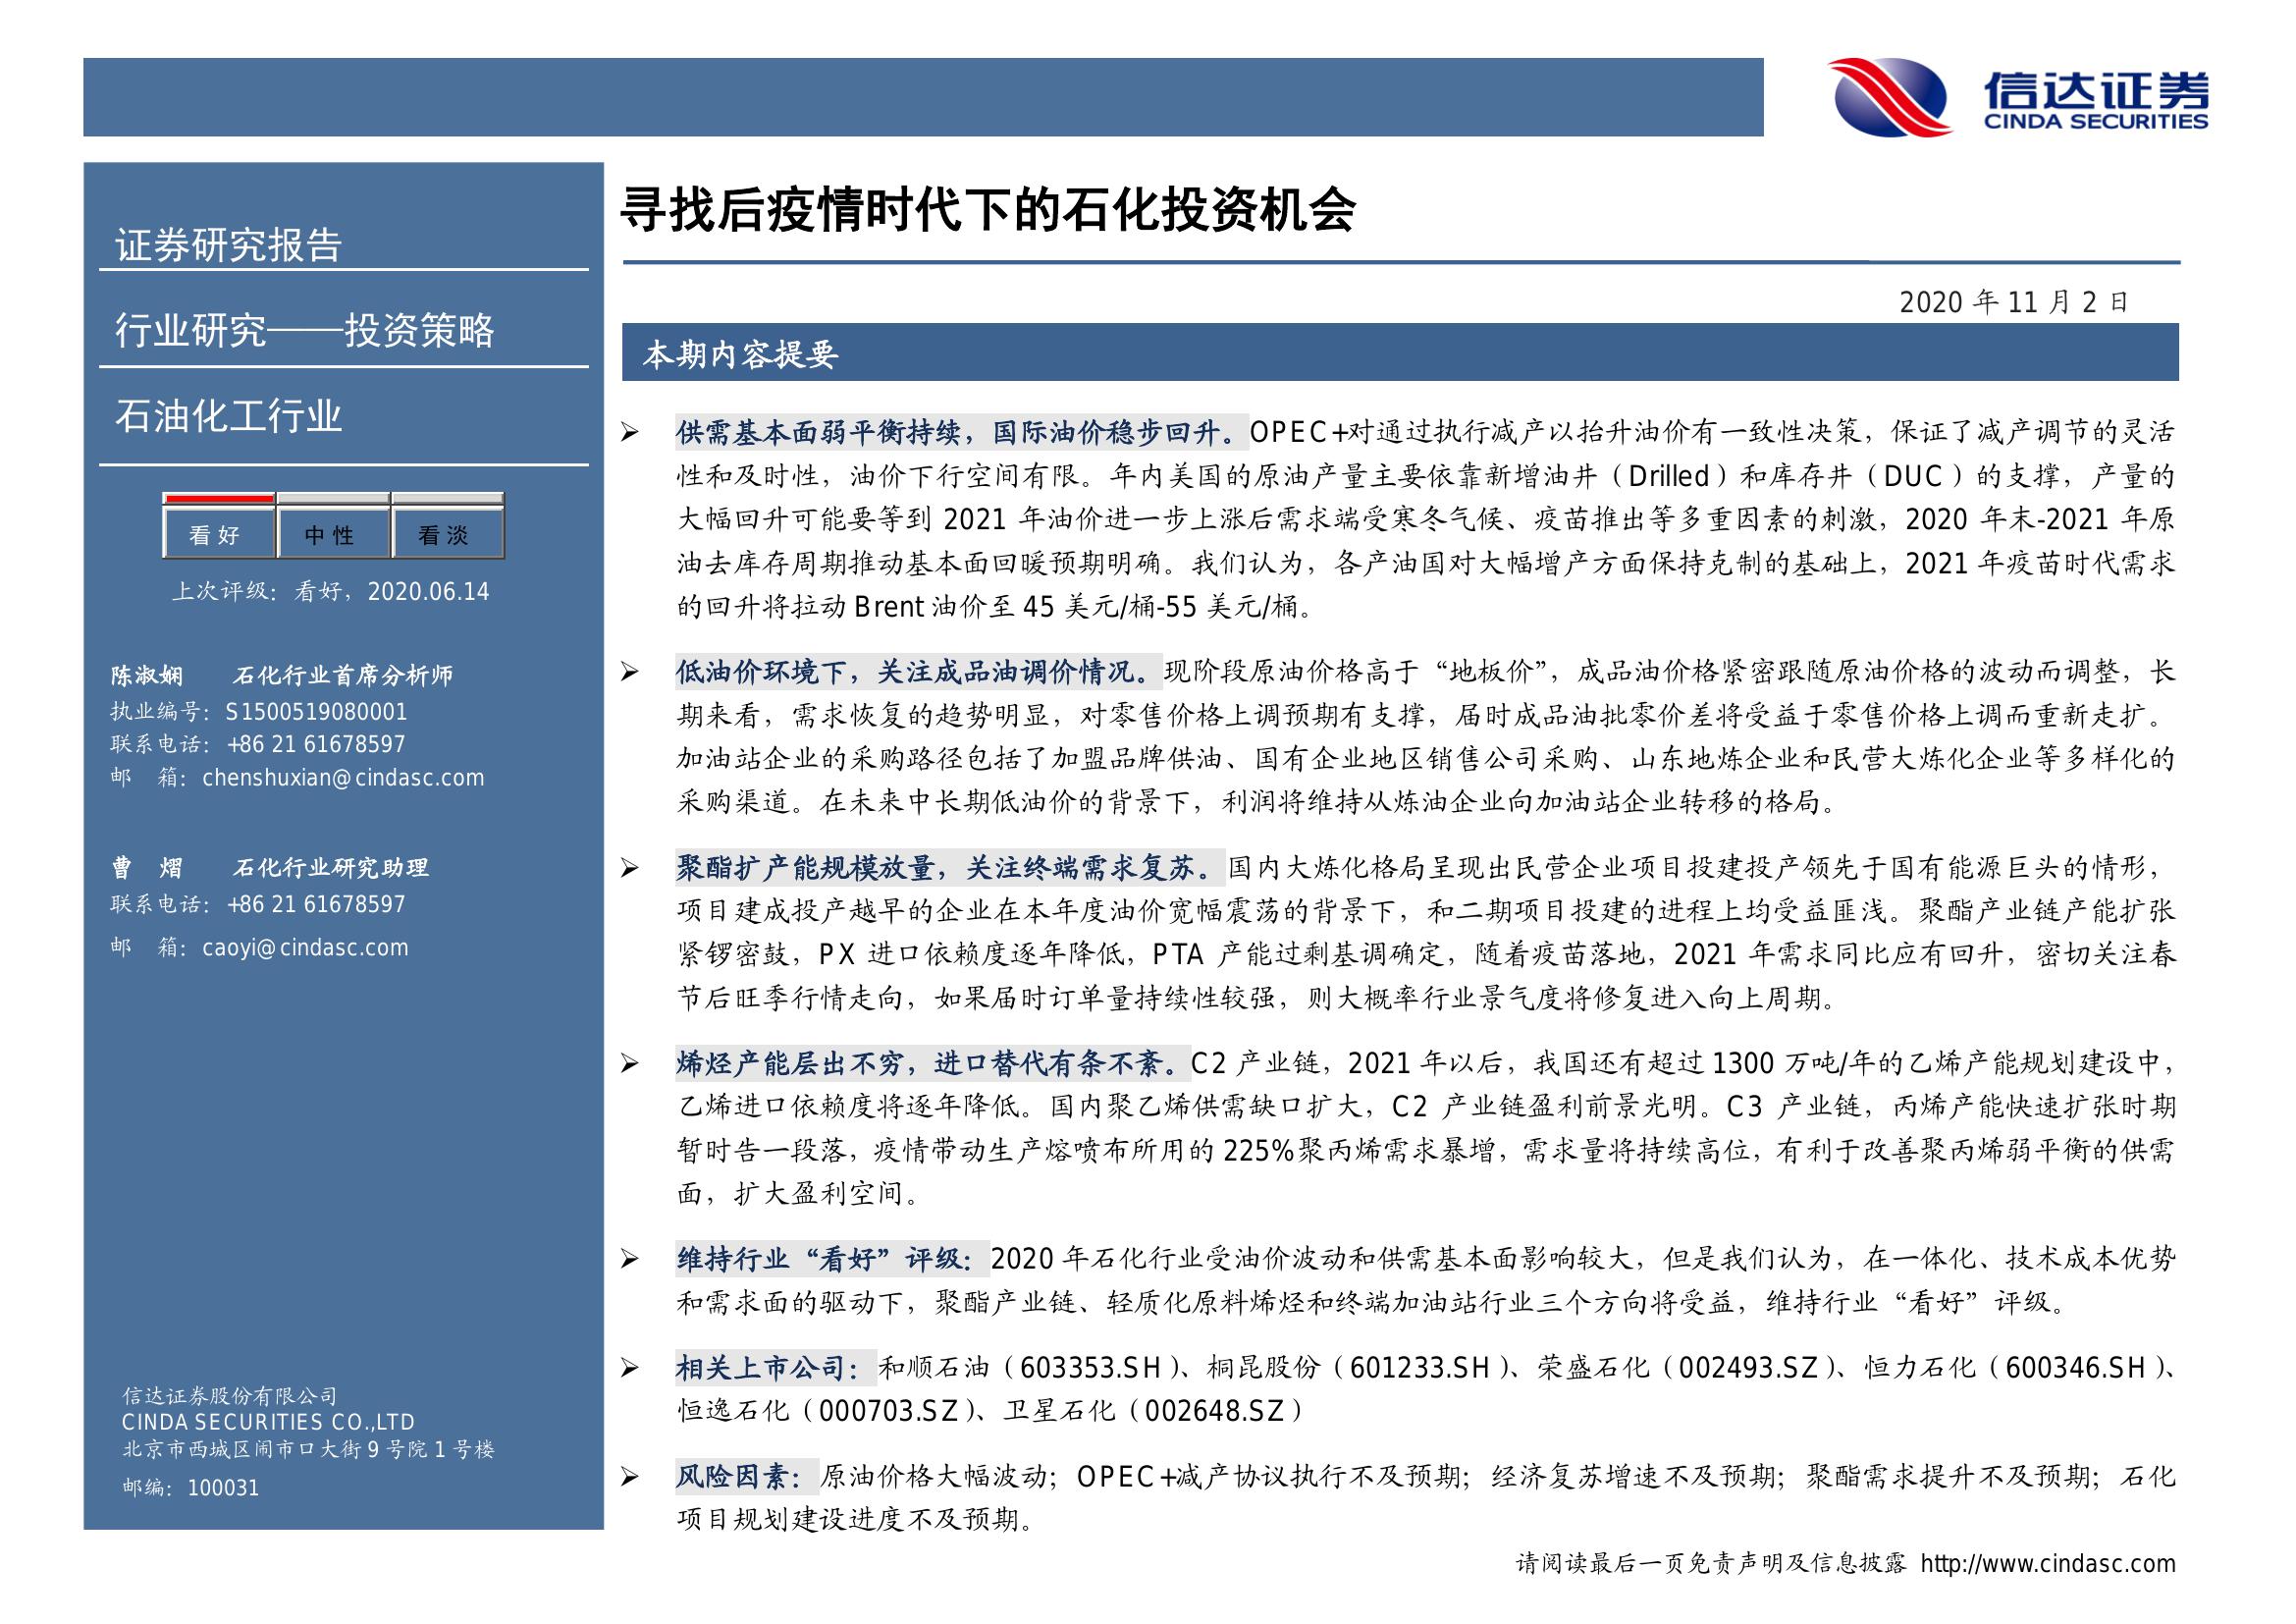 信达证券
CINDA SECURITIES
证券研究报告
行业研究——投资策略
石油化工行业
看好 中性 看淡
上次评级：看好，2020.06.14
陈淑娴 石化行业首席分析师
执业编号：S1500519080001
联系电话：+86 21 61678597
邮 箱：chenshuxian@cindasc.com
曹 熠 石化行业研究助理
联系电话：+86 21 61678597
邮 箱：caoyi@cindasc.com
信达证券股份有限公司
CINDA SECURITIES CO.,LTD
北京市西城区闹市口大街 9 号院 1 号楼
邮编：100031
寻找后疫情时代下的石化投资机会
2020 年 11 月 2 日
本期内容提要
➢ 供需基本面弱平衡持续，国际油价稳步回升。OPEC+对通过执行减产以抬升油价有一致性决策，保证了减产调节的灵活
性和及时性，油价下行空间有限。年内美国的原油产量主要依靠新增油井（Drilled）和库存井（DUC）的支撑，产量的
大幅回升可能要等到 2021 年油价进一步上涨后需求端受寒冬气候、疫苗推出等多重因素的刺激，2020 年末-2021 年原
油去库存周期推动基本面回暖预期明确。我们认为，各产油国对大幅增产方面保持克制的基础上，2021 年疫苗时代需求
的回升将拉动 Brent 油价至 45 美元/桶-55 美元/桶。
➢ 低油价环境下，关注成品油调价情况。现阶段原油价格高于“地板价”，成品油价格紧密跟随原油价格的波动而调整，长
期来看，需求恢复的趋势明显，对零售价格上调预期有支撑，届时成品油批零价差将受益于零售价格上调而重新走扩。
加油站企业的采购路径包括了加盟品牌供油、国有企业地区销售公司采购、山东地炼企业和民营大炼化企业等多样化的
采购渠道。在未来中长期低油价的背景下，利润将维持从炼油企业向加油站企业转移的格局。
➢ 聚酯扩产能规模放量，关注终端需求复苏。国内大炼化格局呈现出民营企业项目投建投产领先于国有能源巨头的情形，
项目建成投产越早的企业在本年度油价宽幅震荡的背景下，和二期项目投建的进程上均受益匪浅。聚酯产业链产能扩张
紧锣密鼓，PX 进口依赖度逐年降低，PTA 产能过剩基调确定，随着疫苗落地，2021 年需求同比应有回升，密切关注春
节后旺季行情走向，如果届时订单量持续性较强，则大概率行业景气度将修复进入向上周期。
➢ 烯烃产能层出不穷，进口替代有条不紊。C2 产业链，2021 年以后，我国还有超过 1300 万吨/年的乙烯产能规划建设中，
乙烯进口依赖度将逐年降低。国内聚乙烯供需缺口扩大，C2 产业链盈利前景光明。C3 产业链，丙烯产能快速扩张时期
暂时告一段落，疫情带动生产熔喷布所用的 225%聚丙烯需求暴增，需求量将持续高位，有利于改善聚丙烯弱平衡的供需
面，扩大盈利空间。
➢ 维持行业“看好”评级：2020 年石化行业受油价波动和供需基本面影响较大，但是我们认为，在一体化、技术成本优势
和需求面的驱动下，聚酯产业链、轻质化原料烯烃和终端加油站行业三个方向将受益，维持行业“看好”评级。
➢ 相关上市公司：和顺石油（603353.SH）、桐昆股份（601233.SH）、荣盛石化（002493.SZ）、恒力石化（600346.SH）、
恒逸石化（000703.SZ）、卫星石化（002648.SZ）
➢ 风险因素：原油价格大幅波动；OPEC+减产协议执行不及预期；经济复苏增速不及预期；聚酯需求提升不及预期；石化
项目规划建设进度不及预期。
请阅读最后一页免责声明及信息披露 http://www.cindasc.com